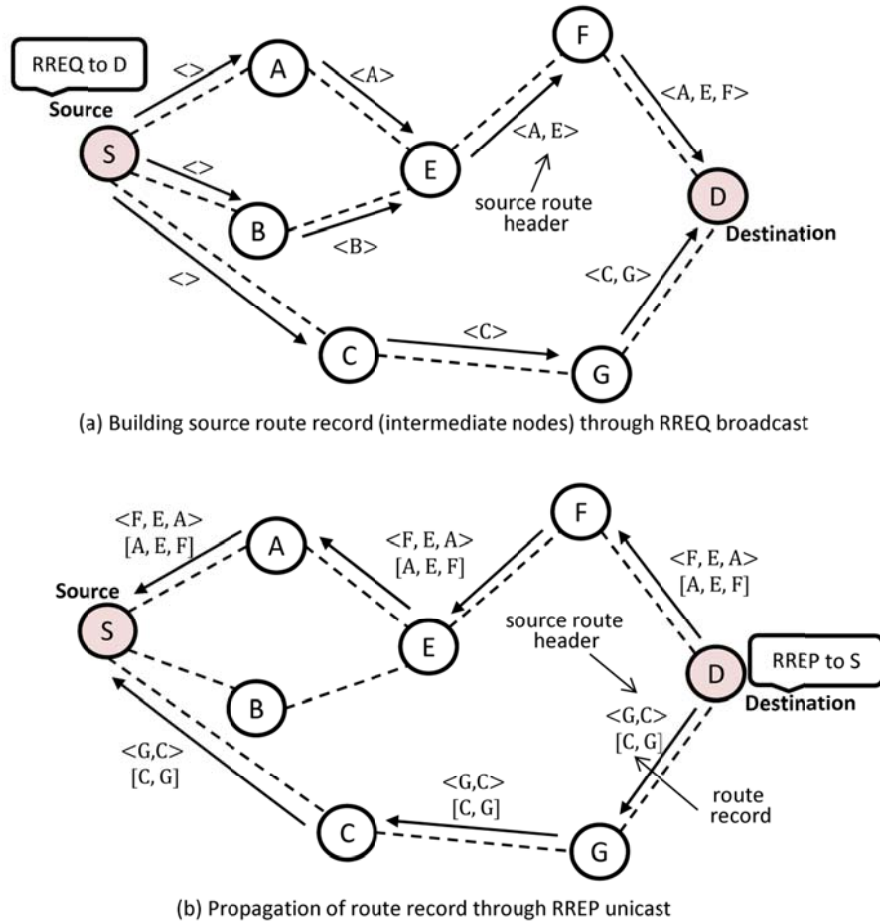 RREQ to D
Source
S
<>
A
<A>
F
<A, E, F>
<>
E
<A, E>
source route
header
D
Destination
B
<B>
<>
<C, G>
C
<C>
G
(a) Building source route record (intermediate nodes) through RREQ broadcast
<F, E, A>
[A, E, F]
A
<F, E, A>
[A, E, F]
F
<F, E, A>
[A, E, F]
Source
S
E
source route
header
D
RREP to S
Destination
B
<G,C>
[C, G]
<G,C>
[C, G]
<G,C>
[C, G]
route
record
C
G
(b) Propagation of route record through RREP unicast